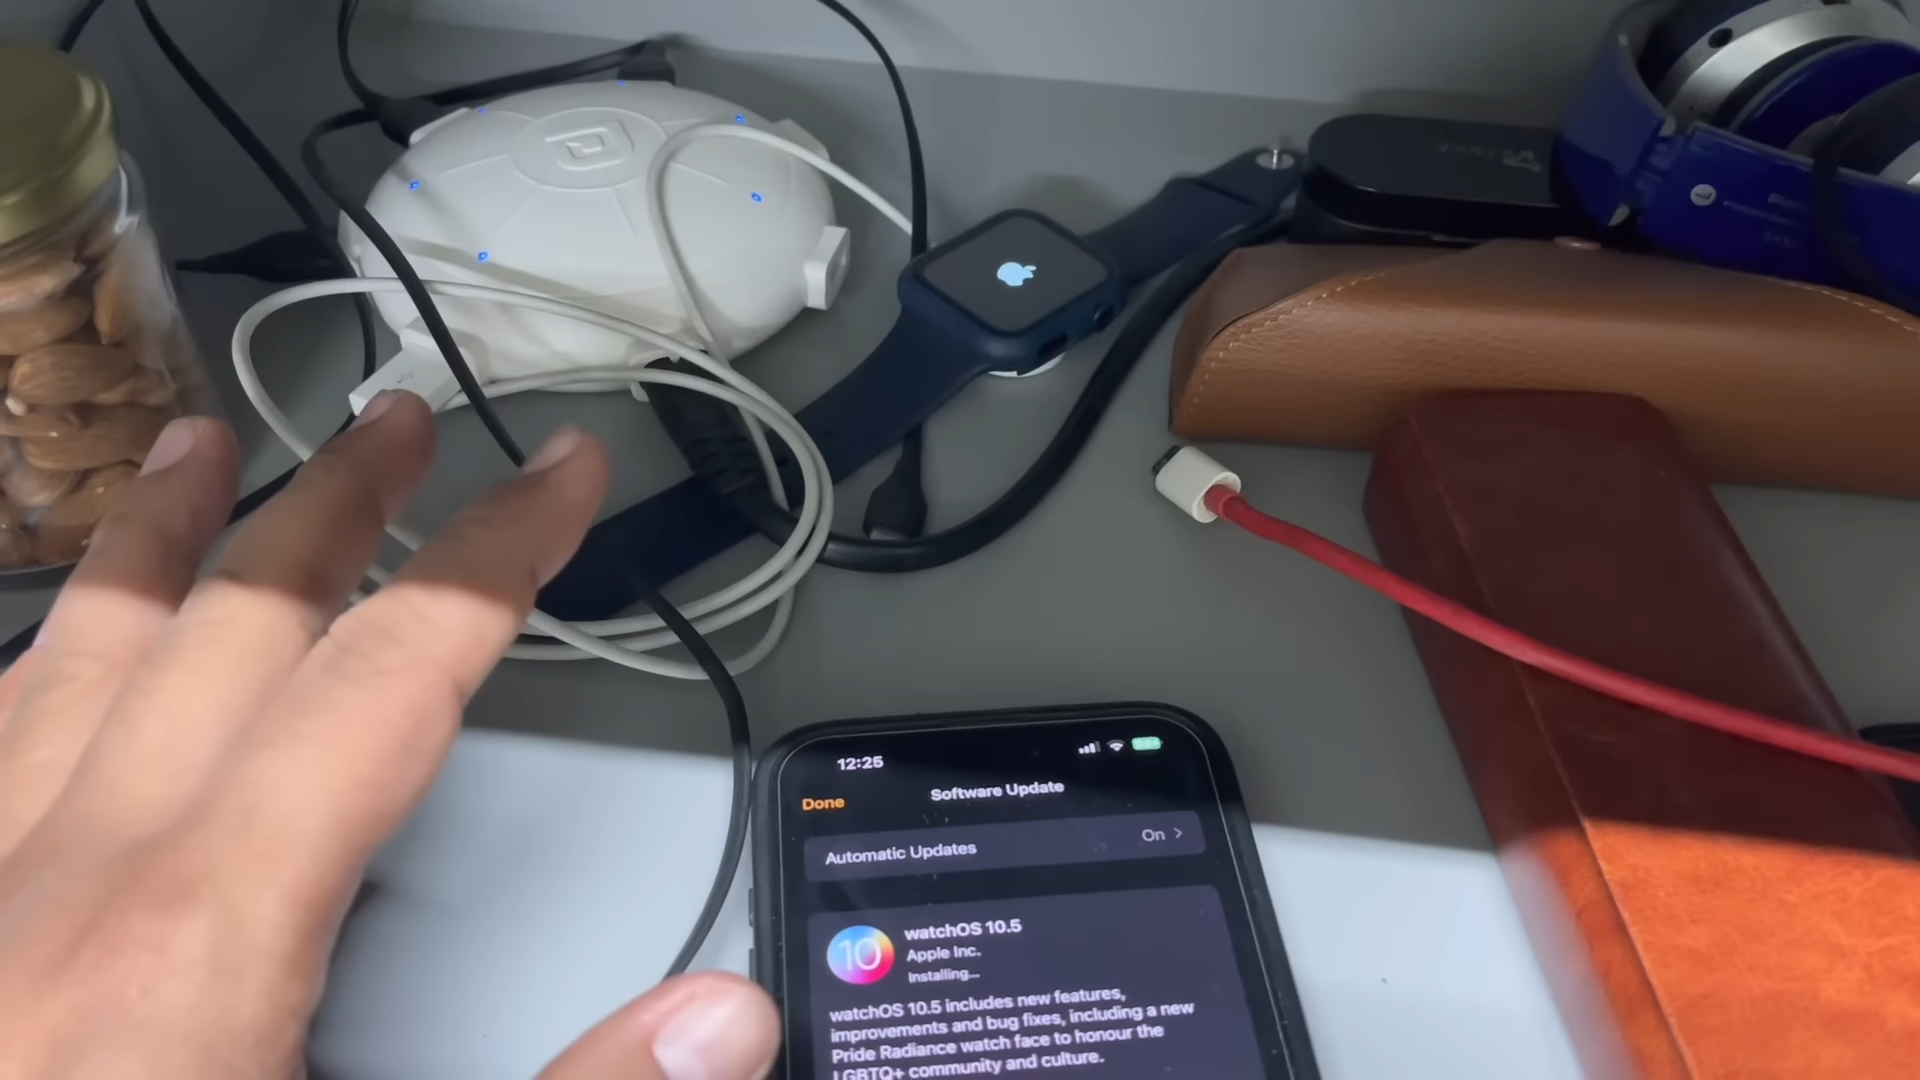 12:25
Done
Software Update
Automatic Updates
On
10
watchOS 10.5
Apple Inc.
Installing...
watchOS 10.5 includes new features,
improvements and bug fixes, including a new
Pride Radiance watch face to honour the
LGBTQ+ community and culture.